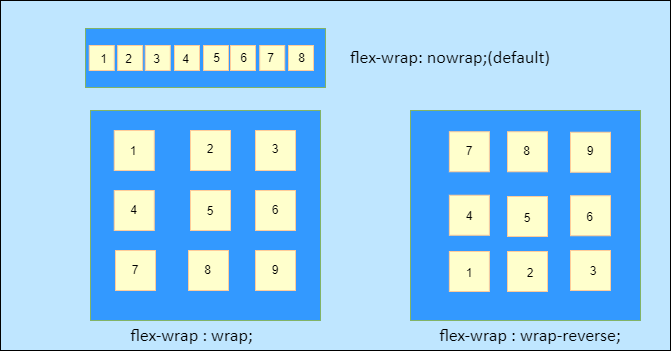 1 2 3 4 5 6 7 8
flex-wrap: nowrap;(default)
1 2 3
4 5 6
7 8 9
flex-wrap : wrap;
7 8 9
4 5 6
1 2 3
flex-wrap : wrap-reverse;